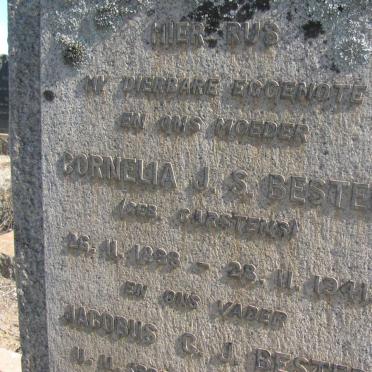 HIER RUS
MY DIERBARE EGGENOTE
EN ONS MOEDER
CORNELIA J. S. BESTER
(GEB. CARSTENS)
EN ONS VADER
JACOBUS C. J. BESTER